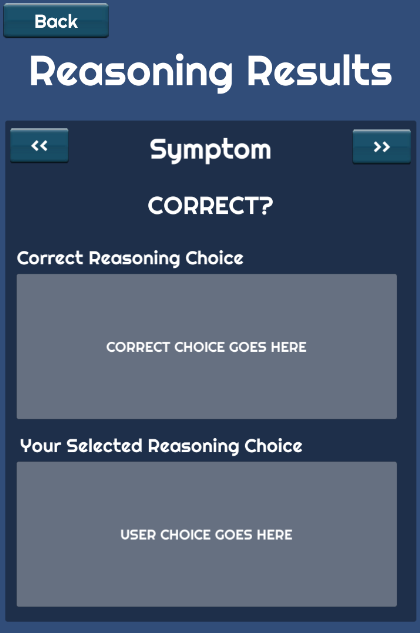 Back
Reasoning Results
<< Symptom >>
CORRECT?
Correct Reasoning Choice
CORRECT CHOICE GOES HERE
Your Selected Reasoning Choice
USER CHOICE GOES HERE